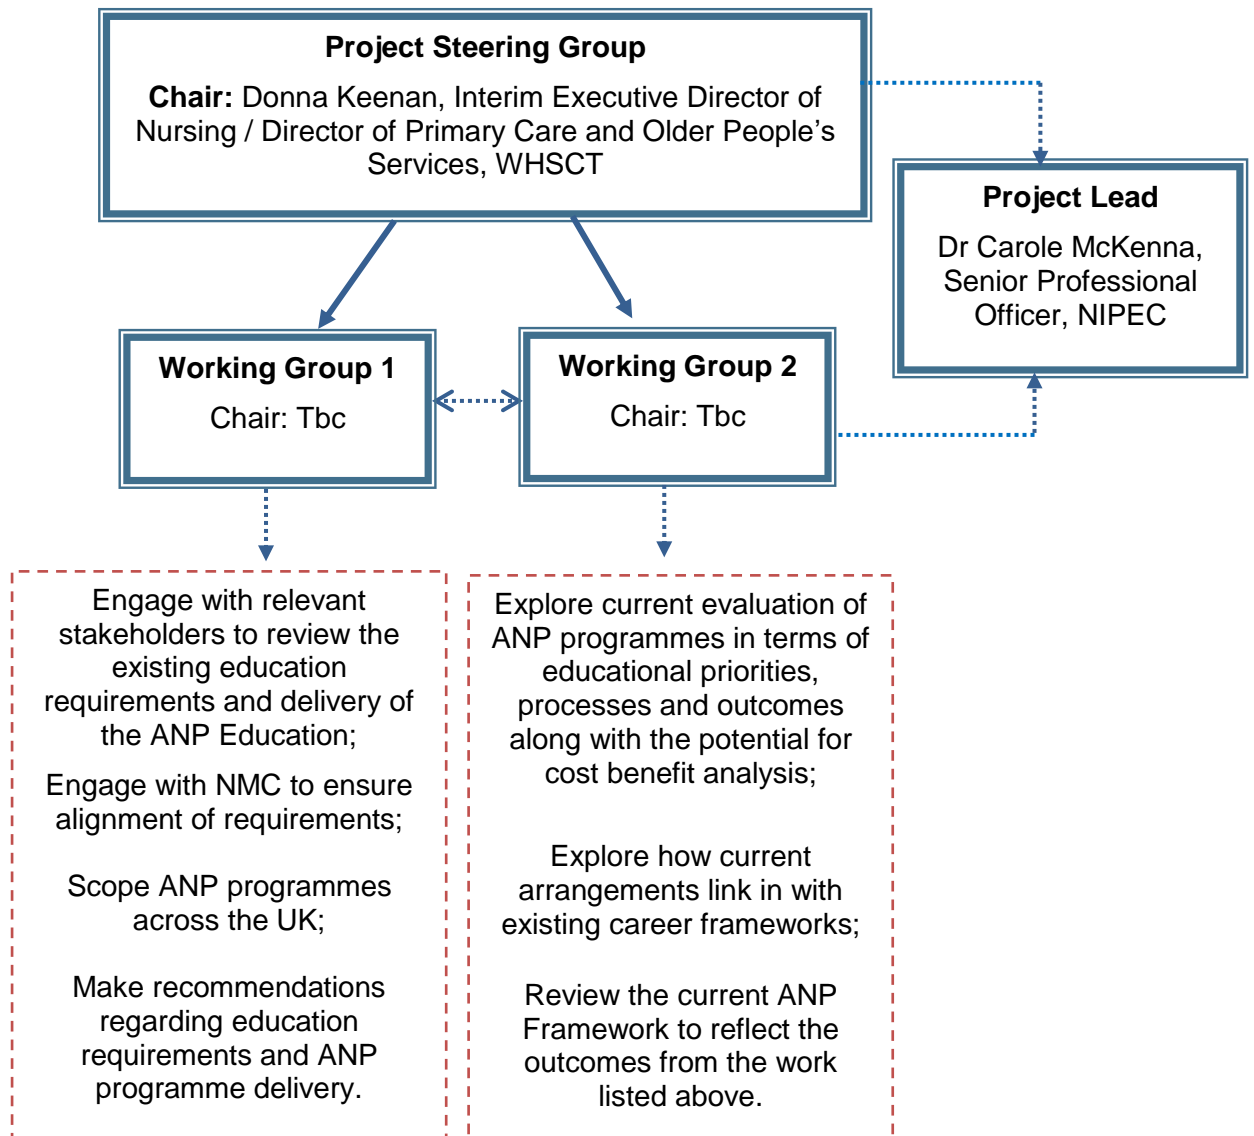 Project Steering Group
Chair: Donna Keenan, Interim Executive Director of
Nursing / Director of Primary Care and Older People's
Services, WHSCT
Project Lead
Dr Carole McKenna,
Senior Professional
Officer, NIPEC
Working Group 1
Chair: Tbc
Working Group 2
Chair: Tbc
Engage with relevant
stakeholders to review the
existing education
requirements and delivery of
the ANP Education;
Engage with NMC to ensure
alignment of requirements;
Scope ANP programmes
across the UK;
Make recommendations
regarding education
requirements and ANP
programme delivery.
Explore current evaluation of
ANP programmes in terms of
educational priorities,
processes and outcomes
along with the potential for
cost benefit analysis;
Explore how current
arrangements link in with
existing career frameworks;
Review the current ANP
Framework to reflect the
outcomes from the work
listed above.